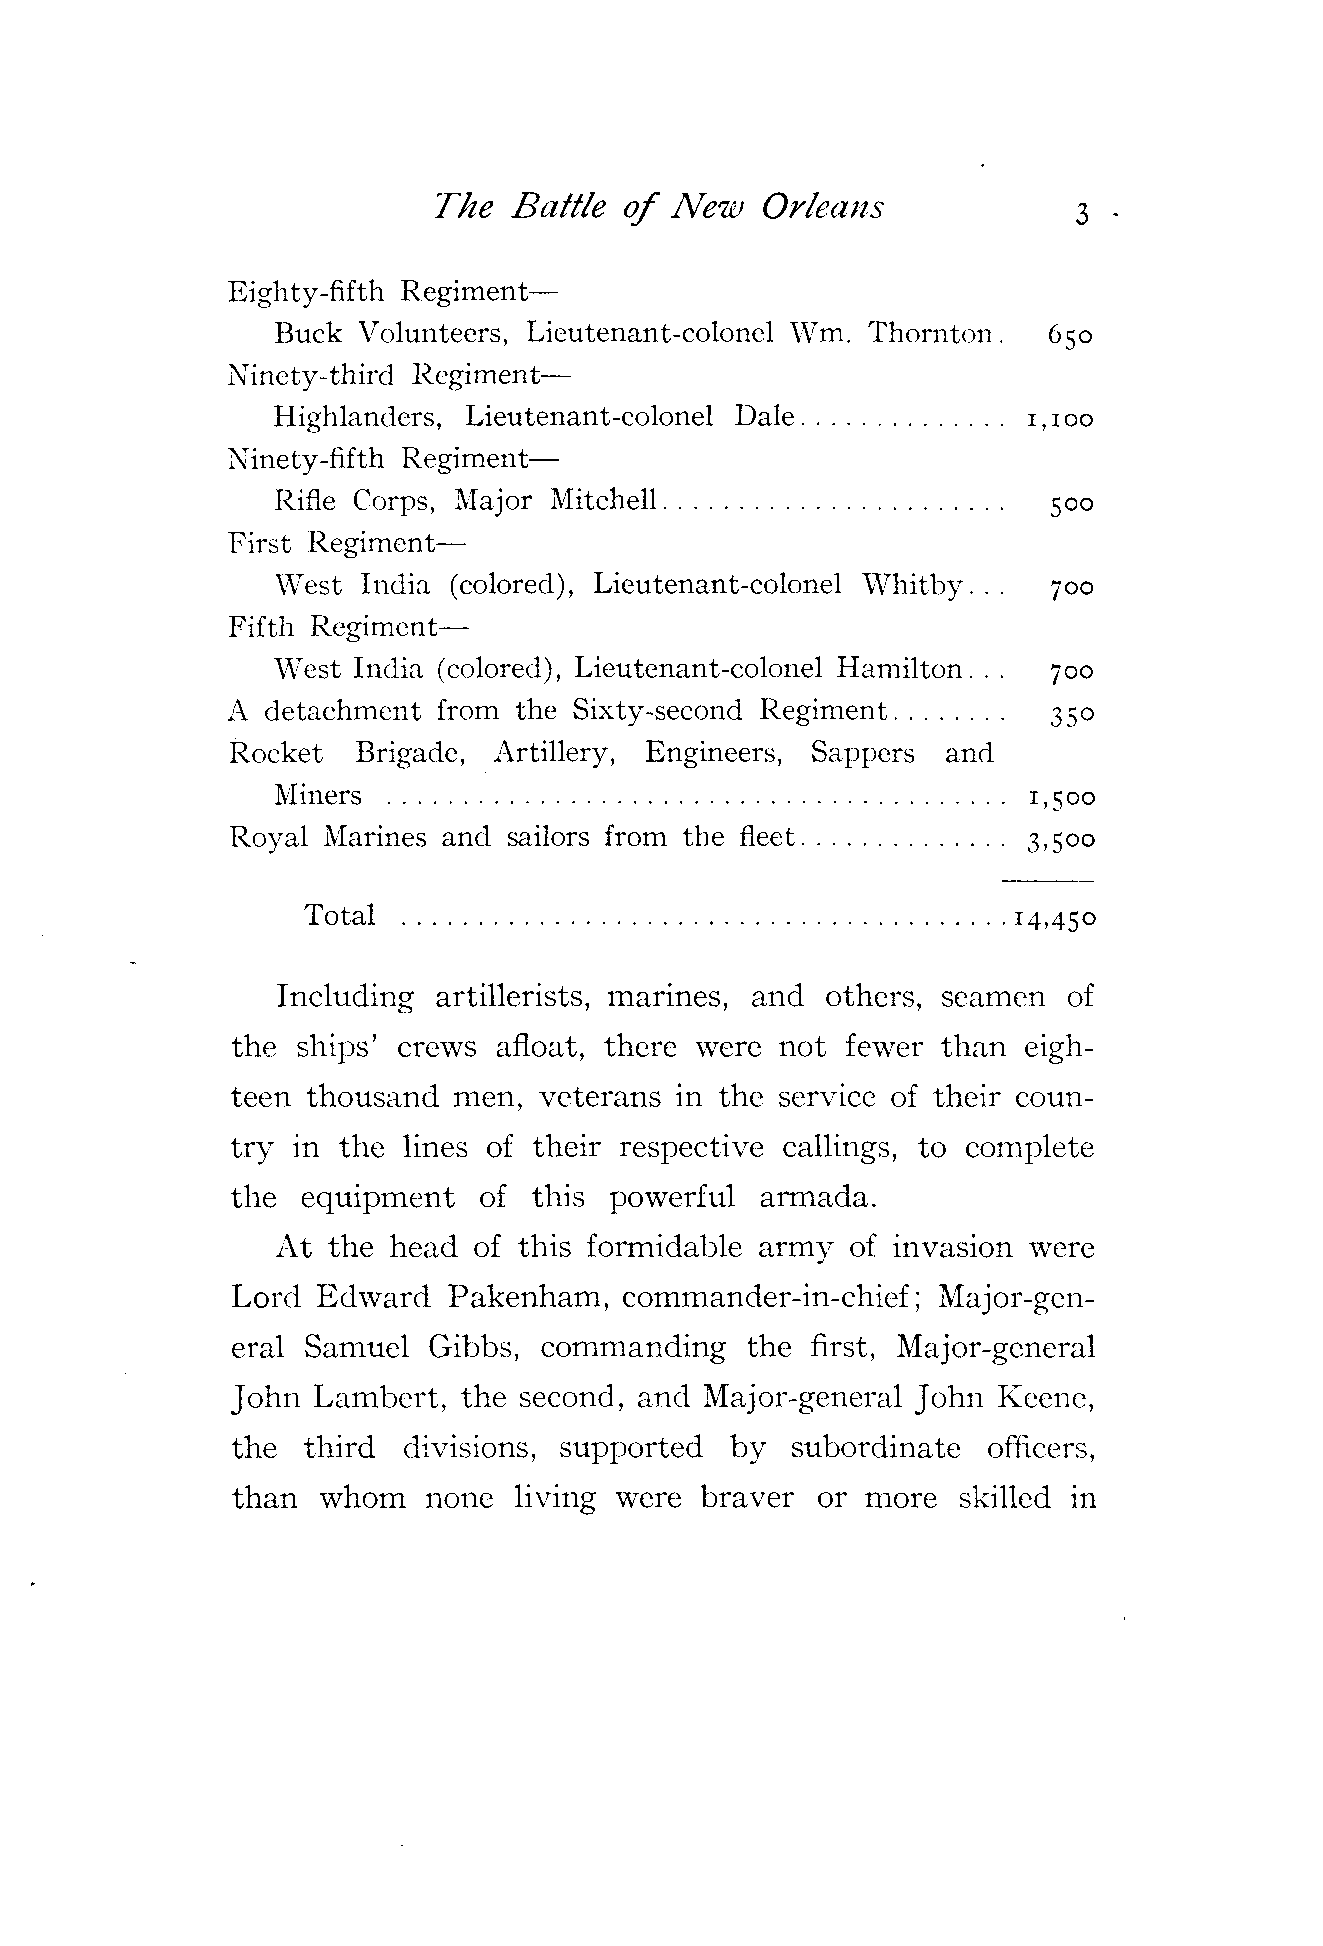 The Battle of New Orleans 3
Eighty-fifth Regiment—
Buck Volunteers, Lieutenant-colonel Wm. Thornton. 650
Ninety-third Regiment—
Highlanders, Lieutenant-colonel Dale.............. 1,100
Ninety-fifth Regiment—
Rifle Corps, Major Mitchell....................... 500
First Regiment—
West India (colored), Lieutenant-colonel Whitby... 700
Fifth Regiment—
West India (colored), Lieutenant-colonel Hamilton... 700
A detachment from the Sixty-second Regiment........ 350
Rocket Brigade, Artillery, Engineers, Sappers and
Miners ......................................... 1,500
Royal Marines and sailors from the fleet.............. 3,500
Total ........................................14,450
Including artillerists, marines, and others, seamen of
the ships' crews afloat, there were not fewer than eigh-
teen thousand men, veterans in the service of their coun-
try in the lines of their respective callings, to complete
the equipment of this powerful armada.
At the head of this formidable army of invasion were
Lord Edward Pakenham, commander-in-chief; Major-gen-
eral Samuel Gibbs, commanding the first, Major-general
John Lambert, the second, and Major-general John Keene,
the third divisions, supported by subordinate officers,
than whom none living were braver or more skilled in